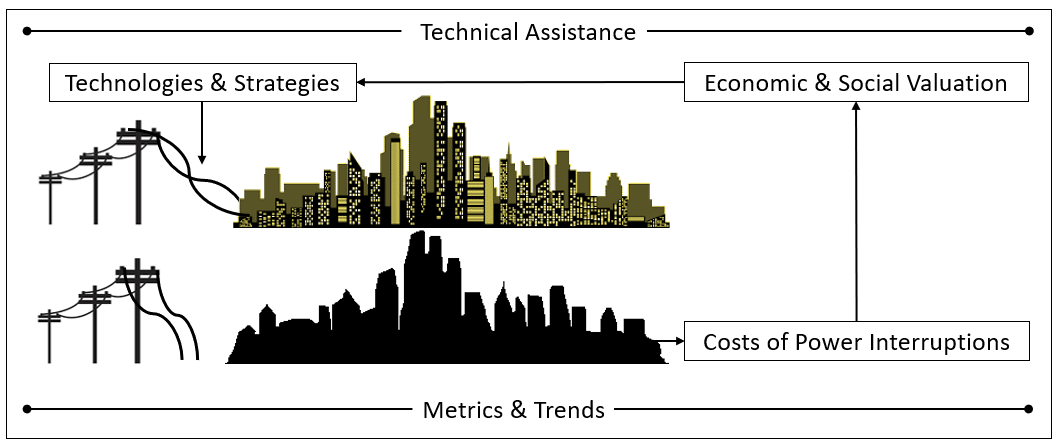 Technical Assistance
Technologies & Strategies
Economic & Social Valuation
Costs of Power Interruptions
Metrics & Trends